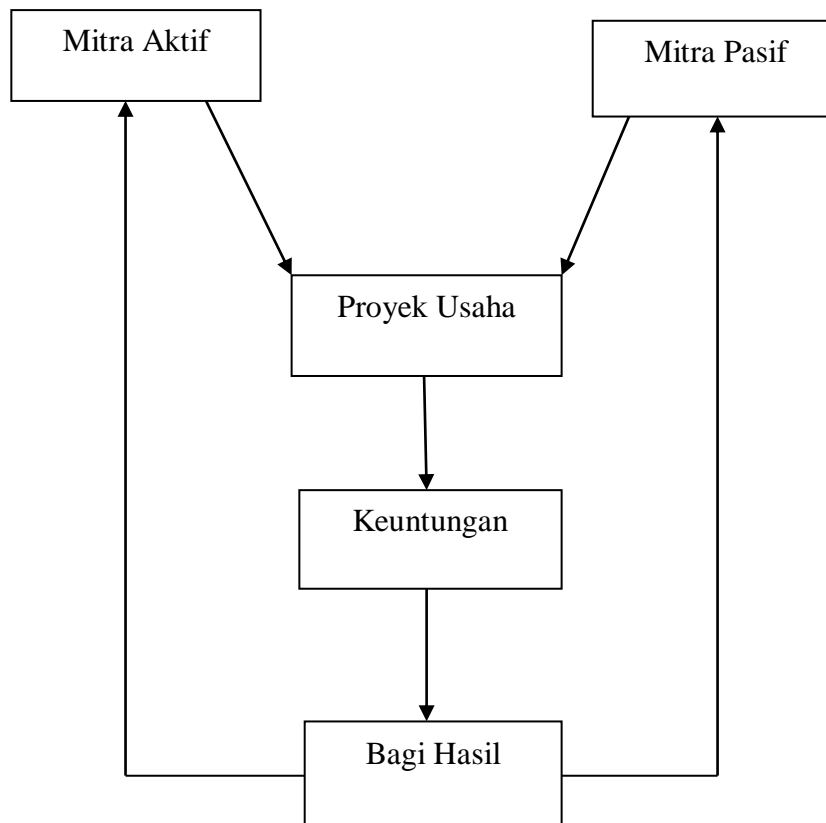 Mitra Aktif
Mitra Pasif
Proyek Usaha
Keuntungan
Bagi Hasil